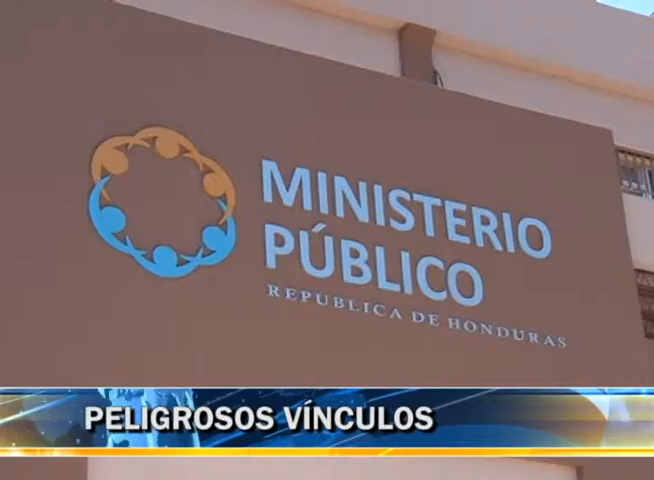 MINISTERIO
PÚBLICO
REPUBLICA DE HONDURAS
PELIGROSOS VÍNCULOS